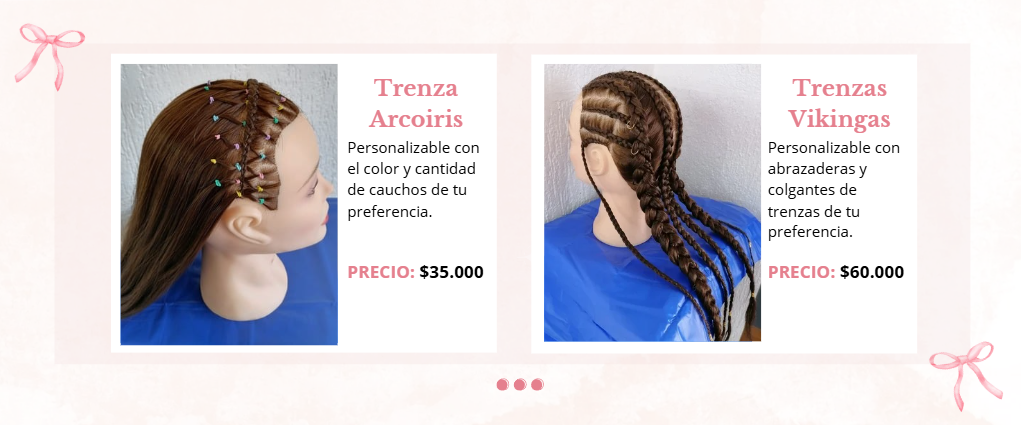 Trenza
Arcoiris
Personalizable con
el color y cantidad
de cauchos de tu
preferencia.
PRECIO: $35.000
Trenzas
Vikingas
Personalizable con
abrazaderas y
colgantes de
trenzas de tu
preferencia.
PRECIO: $60.000